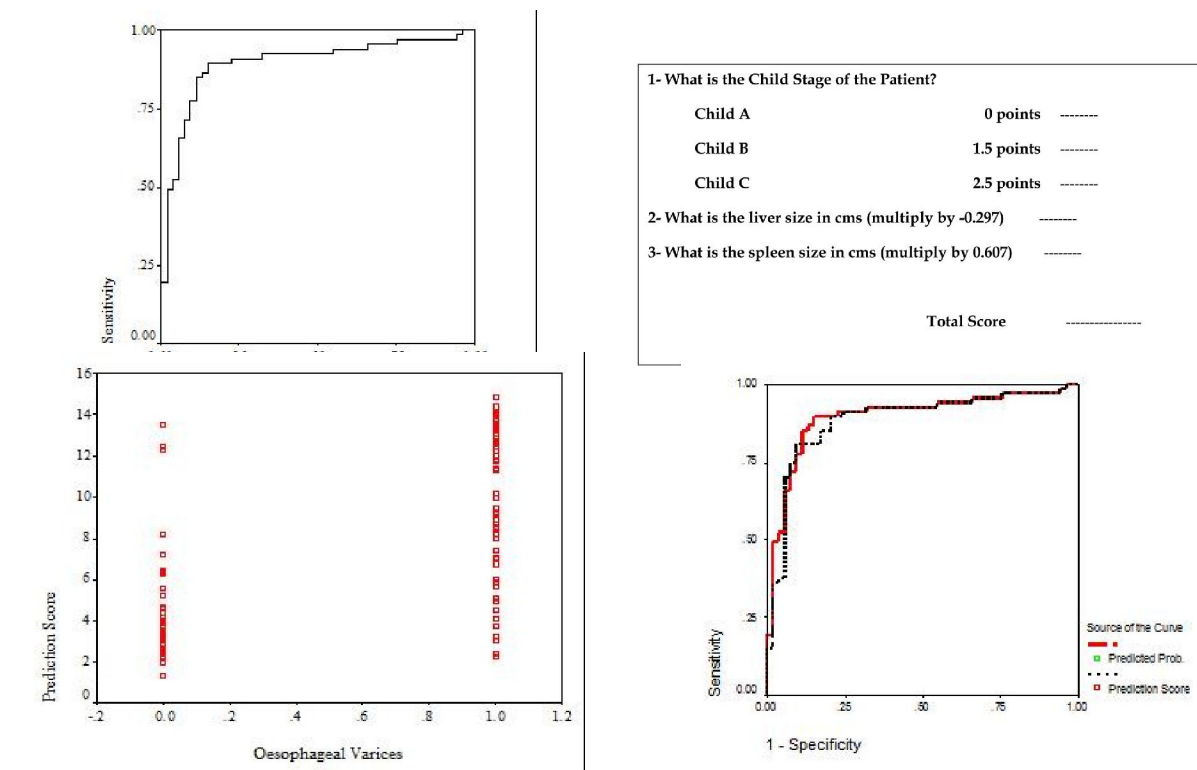 1.00
.75
.50
.25
0.00
Sensitivity
1- What is the Child Stage of the Patient?
Child A 0 points --------
Child B 1.5 points --------
Child C 2.5 points --------
2- What is the liver size in cms (multiply by -0.297) --------
3- What is the spleen size in cms (multiply by 0.607) --------
Total Score ----------------
16
14
12
10
8
6
4
2
0
Prediction Score
-.2 0.0 .2 .4 .6 .8 1.0 1.2
Oesophageal Varices
1.00
.75
.50
.25
0.00
Sensitivity
0.00 .25 .50 .75 1.00
1 - Specificity
Source of the Curve
Predicted Prob.
Prediction Score